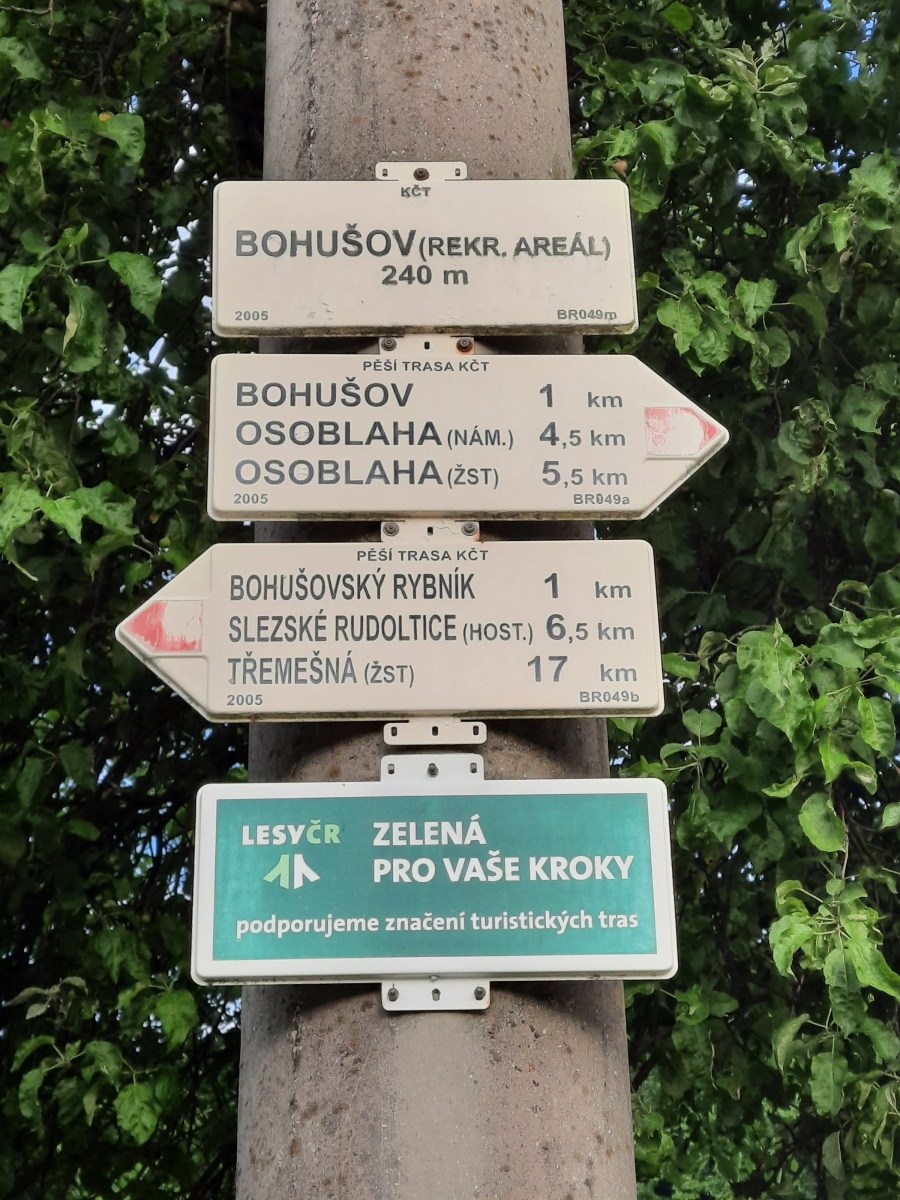 KČT
BOHUŠOV (REKR. AREÁL)
240 m
2005 BR049m
PĚŠÍ TRASA KČT
BOHUŠOV 1 km
OSOBLAHA (NÁM.) 4,5 km
OSOBLAHA (ŽST) 5,5 km
2005 BR049a
PĚŠÍ TRASA KČT
BOHUŠOVSKÝ RYBNÍK 1 km
SLEZSKÉ RUDOLTICE (HOST.) 6,5 km
TŘEMEŠNÁ (ŽST) 17 km
2005 BR049b
LESY ČR
ZELENÁ
PRO VAŠE KROKY
podporujeme značení turistických tras